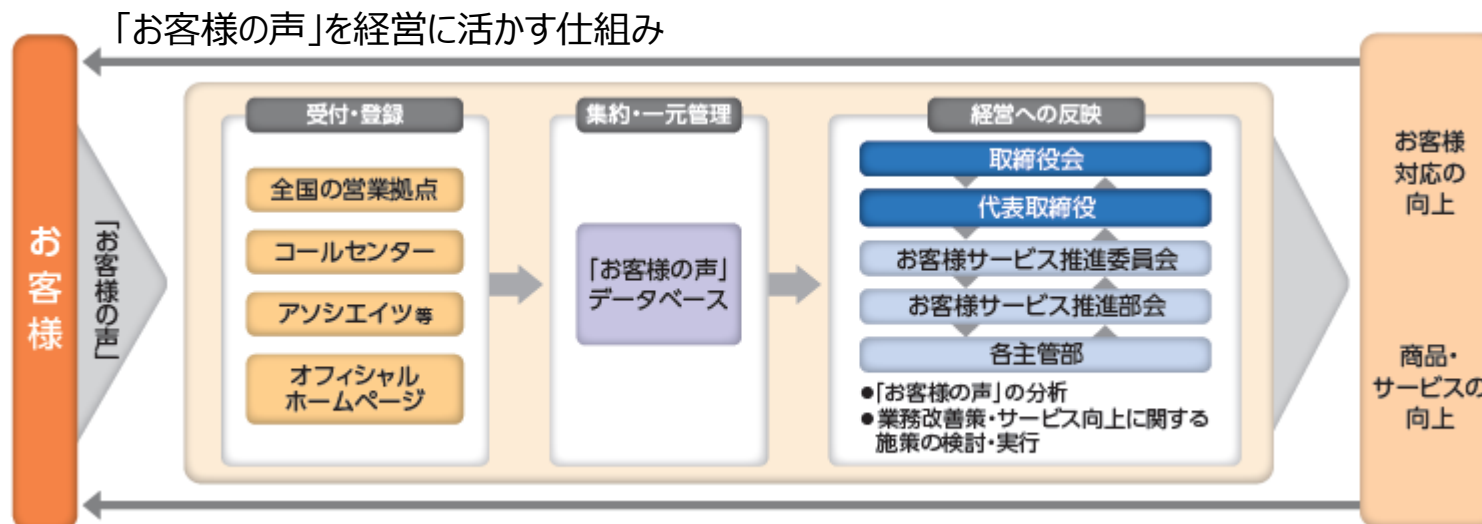 「お客様の声」を経営に活かす仕組み
お客様
「お客様の声」
受付・登録
全国の営業拠点
コールセンター
アソシエイツ等
オフィシャル
ホームページ
集約・一元管理
「お客様の声」
データベース
経営への反映
取締役会
代表取締役
お客様サービス推進委員会
お客様サービス推進部会
各主管部
●「お客様の声」の分析
●業務改善策・サービス向上に関する
施策の検討・実行
お客様
対応の
向上
商品・
サービスの
向上